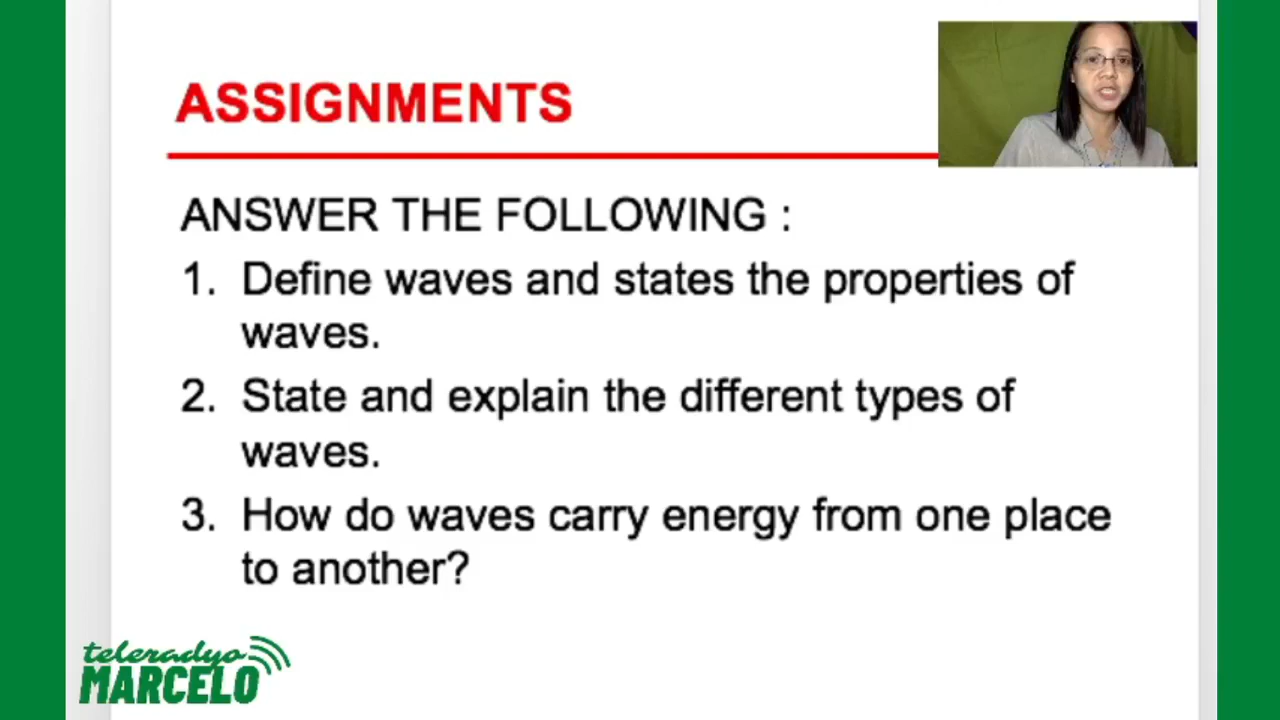 ASSIGNMENTS
ANSWER THE FOLLOWING :
1. Define waves and states the properties of
waves.
2. State and explain the different types of
waves.
3. How do waves carry energy from one place
to another?
teleradyo
MARCELO